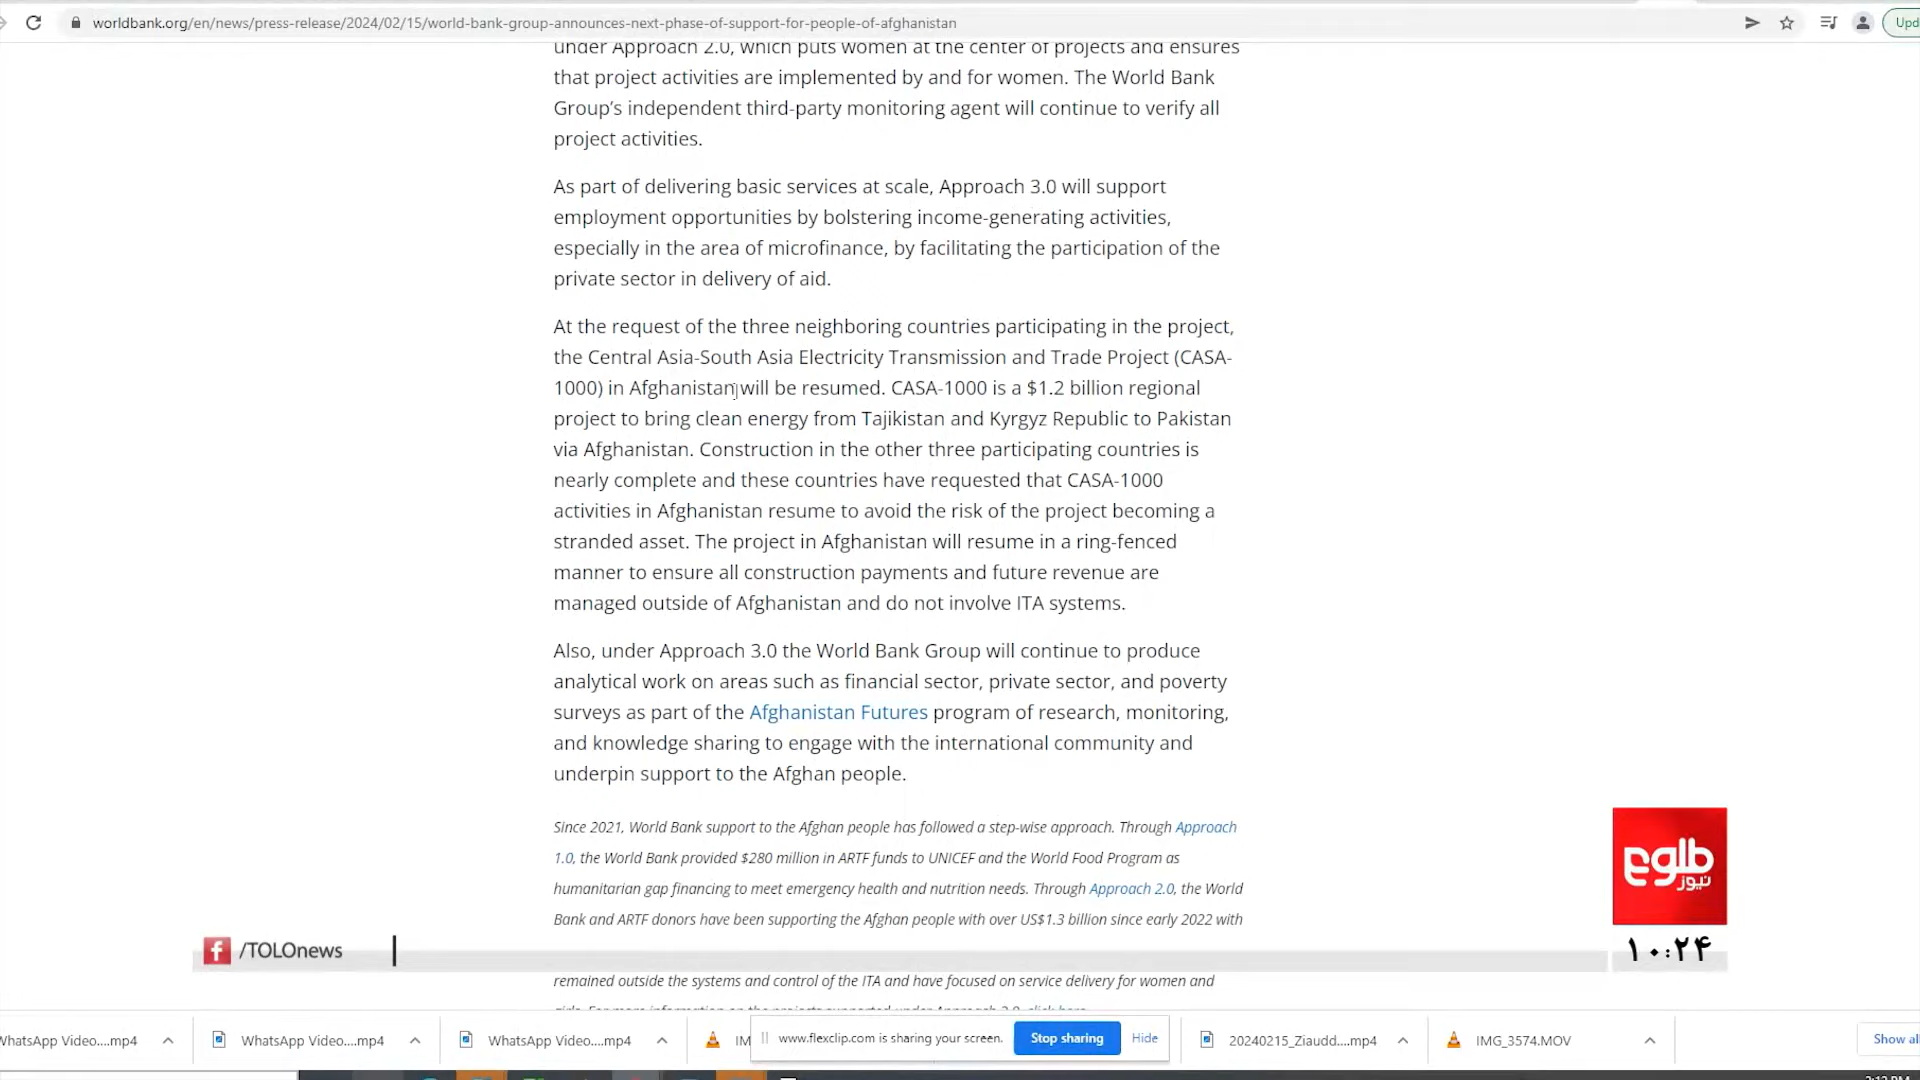 worldbank.org/en/news/press-release/2024/02/15/world-bank-group-announces-next-phase-of-support-for-people-of-afghanistan
under Approach 2.0, which puts women at the center of projects and ensures
that project activities are implemented by and for women. The World Bank
Group's independent third-party monitoring agent will continue to verify all
project activities.
As part of delivering basic services at scale, Approach 3.0 will support
employment opportunities by bolstering income-generating activities,
especially in the area of microfinance, by facilitating the participation of the
private sector in delivery of aid.
At the request of the three neighboring countries participating in the project,
the Central Asia-South Asia Electricity Transmission and Trade Project (CASA-
1000) in Afghanistan will be resumed. CASA-1000 is a $1.2 billion regional
project to bring clean energy from Tajikistan and Kyrgyz Republic to Pakistan
via Afghanistan. Construction in the other three participating countries is
nearly complete and these countries have requested that CASA-1000
activities in Afghanistan resume to avoid the risk of the project becoming a
stranded asset. The project in Afghanistan will resume in a ring-fenced
manner to ensure all construction payments and future revenue are
managed outside of Afghanistan and do not involve ITA systems.
Also, under Approach 3.0 the World Bank Group will continue to produce
analytical work on areas such as financial sector, private sector, and poverty
surveys as part of the Afghanistan Futures program of research, monitoring,
and knowledge sharing to engage with the international community and
underpin support to the Afghan people.
Since 2021, World Bank support to the Afghan people has followed a step-wise approach. Through Approach
1.0, the World Bank provided $280 million in ARTF funds to UNICEF and the World Food Program as
humanitarian gap financing to meet emergency health and nutrition needs. Through Approach 2.0, the World
Bank and ARTF donors have been supporting the Afghan people with over US$1.3 billion since early 2022 with
طلوع
نیوز
۱۰:۲۴
/TOLOnews
remained outside the systems and control of the ITA and have focused on service delivery for women and
WhatsApp Video....mp4
WhatsApp Video....mp4
WhatsApp Video....mp4
IM
www.flexclip.com is sharing your screen.
Stop sharing
Hide
20240215_Ziaudd....mp4
IMG_3574.MOV
Show all